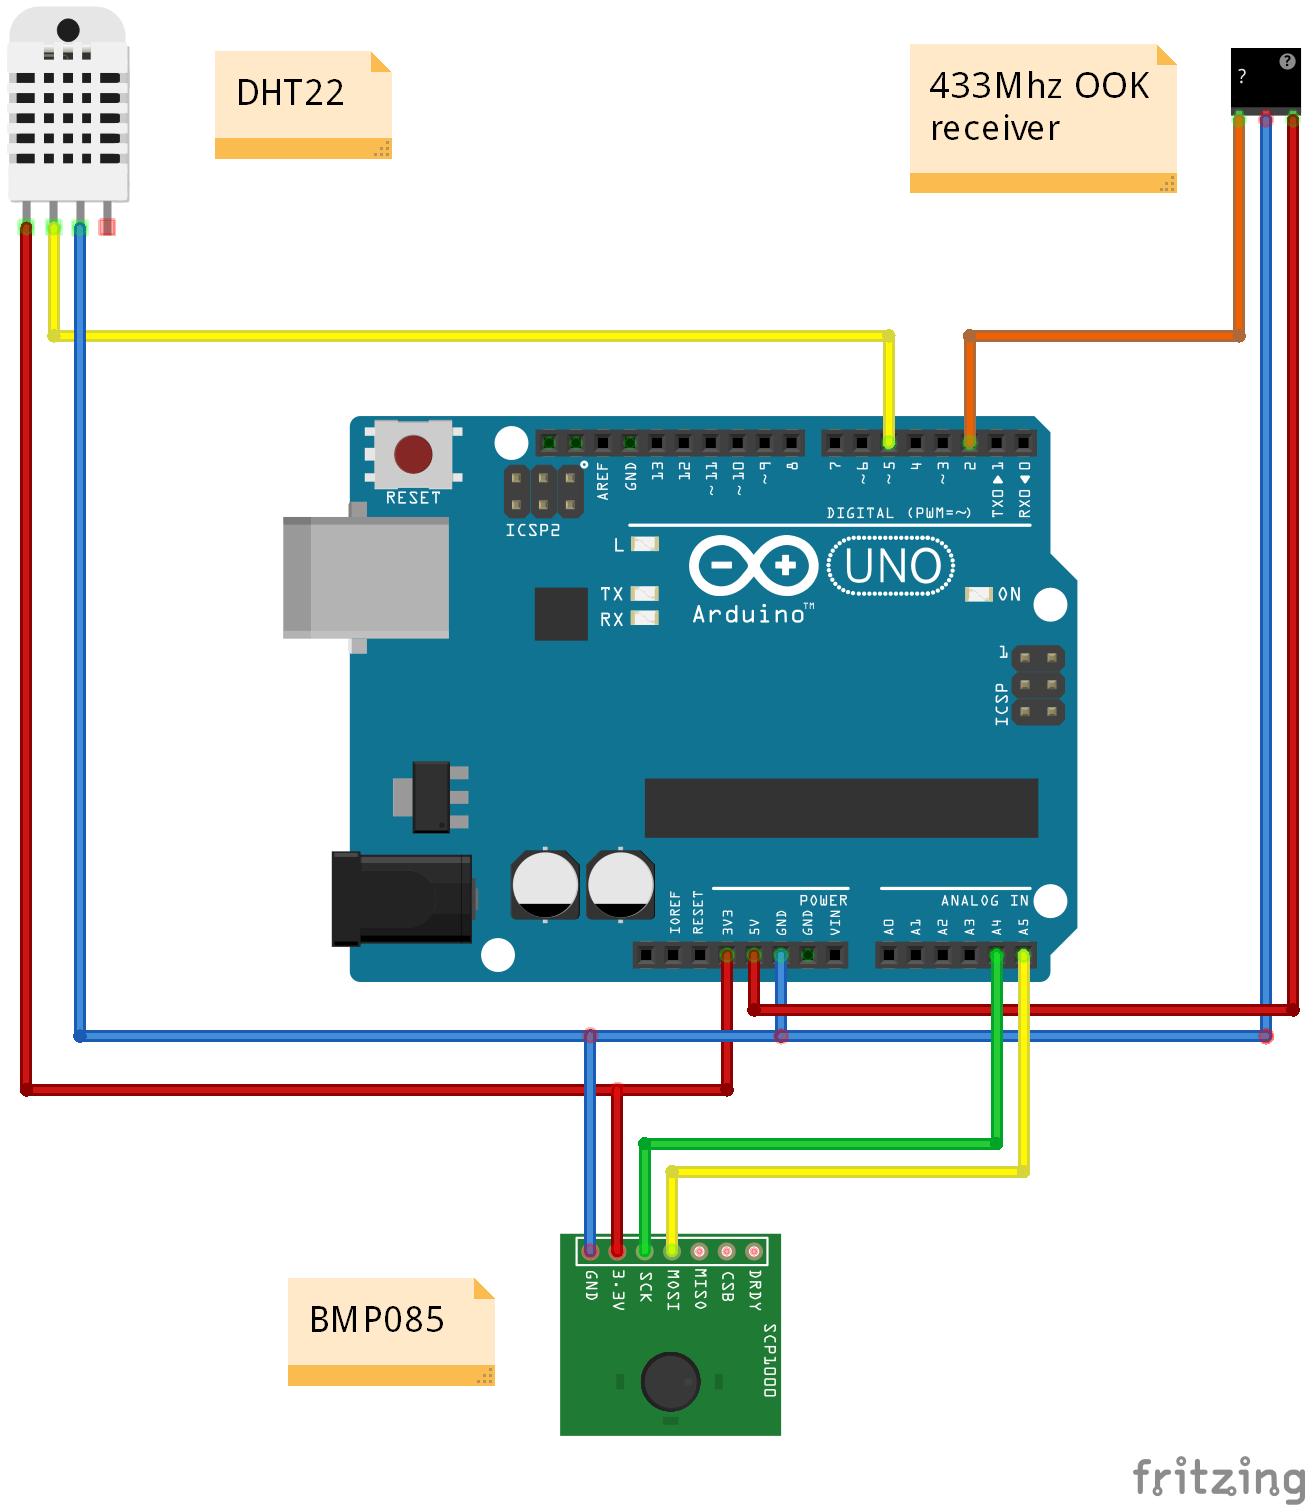 DHT22
433Mhz OOK
receiver
?
?
RESET
ICSP2
AREF
GND
13
12
~11
~10
~9
8
7
~6
~5
4
~3
2
TX0▶1
RX0◀0
DIGITAL (PWM=~)
L
TX
RX
UNO
Arduino™
ON
1
ICSP
POWER
ANALOG IN
IOREF
RESET
3V3
5V
GND
GND
VIN
A0
A1
A2
A3
A4
A5
BMP085
GND
3.3V
SCK
MOSI
MISO
CSB
DRDY
SCP1000
fritzing